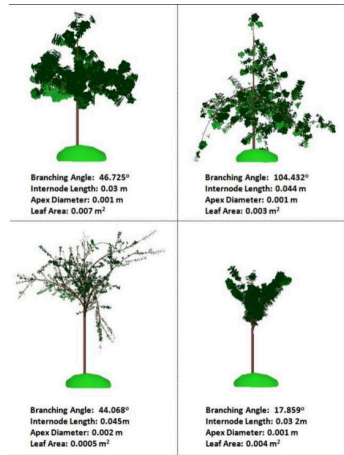 Branching Angle: 46.725°
Internode Length: 0.03 m
Apex Diameter: 0.001 m
Leaf Area: 0.007 m²
Branching Angle: 104.432°
Internode Length: 0.044 m
Apex Diameter: 0.001 m
Leaf Area: 0.003 m²
Branching Angle: 44.068°
Internode Length: 0.045m
Apex Diameter: 0.002 m
Leaf Area: 0.0005 m²
Branching Angle: 17.859°
Internode Length: 0.03 2m
Apex Diameter: 0.001 m
Leaf Area: 0.004 m²